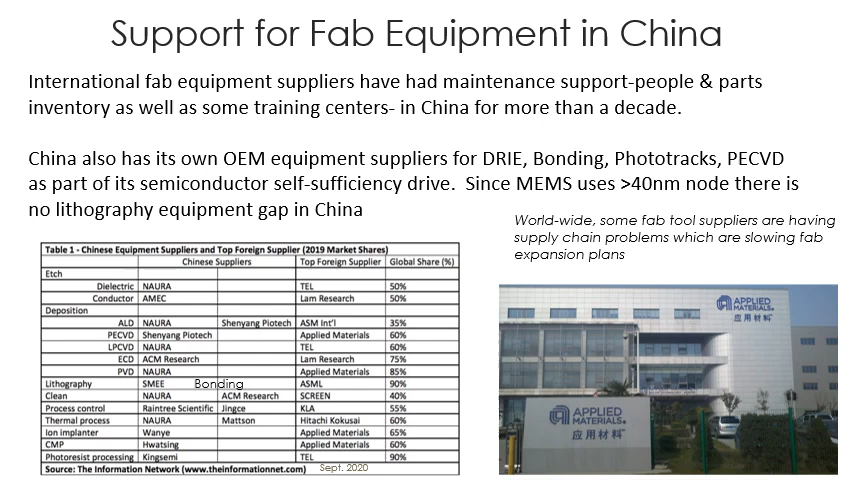 Support for Fab Equipment in China
International fab equipment suppliers have had maintenance support-people & parts
inventory as well as some training centers- in China for more than a decade.
China also has its own OEM equipment suppliers for DRIE, Bonding, Phototracks, PECVD
as part of its semiconductor self-sufficiency drive. Since MEMS uses >40nm node there is
no lithography equipment gap in China
World-wide, some fab tool suppliers are having
supply chain problems which are slowing fab
expansion plans
Table 1 - Chinese Equipment Suppliers and Top Foreign Supplier (2019 Market Shares)
Chinese Suppliers Top Foreign Supplier Global Share (%)
Etch
Dielectric NAURA TEL 50%
Conductor AMEC Lam Research 50%
Deposition
ALD NAURA Shenyang Piotech ASM Int'l 35%
PECVD Shenyang Piotech Applied Materials 60%
LPCVD NAURA TEL 60%
ECD ACM Research Lam Research 75%
PVD NAURA Applied Materials 85%
Lithography SMEE Bonding ASML 90%
Clean NAURA ACM Research SCREEN 40%
Process control Raintree Scientific Jingce KLA 55%
Thermal process NAURA Mattson Hitachi Kokusai 60%
Ion implanter Wanye Applied Materials 65%
CMP Hwatsing Applied Materials 60%
Photoresist processing Kingsemi TEL 90%
Source: The Information Network (www.theinformationnet.com) Sept. 2020
APPLIED
MATERIALS®
应用材料
APPLIED
MATERIALS®
应用材料